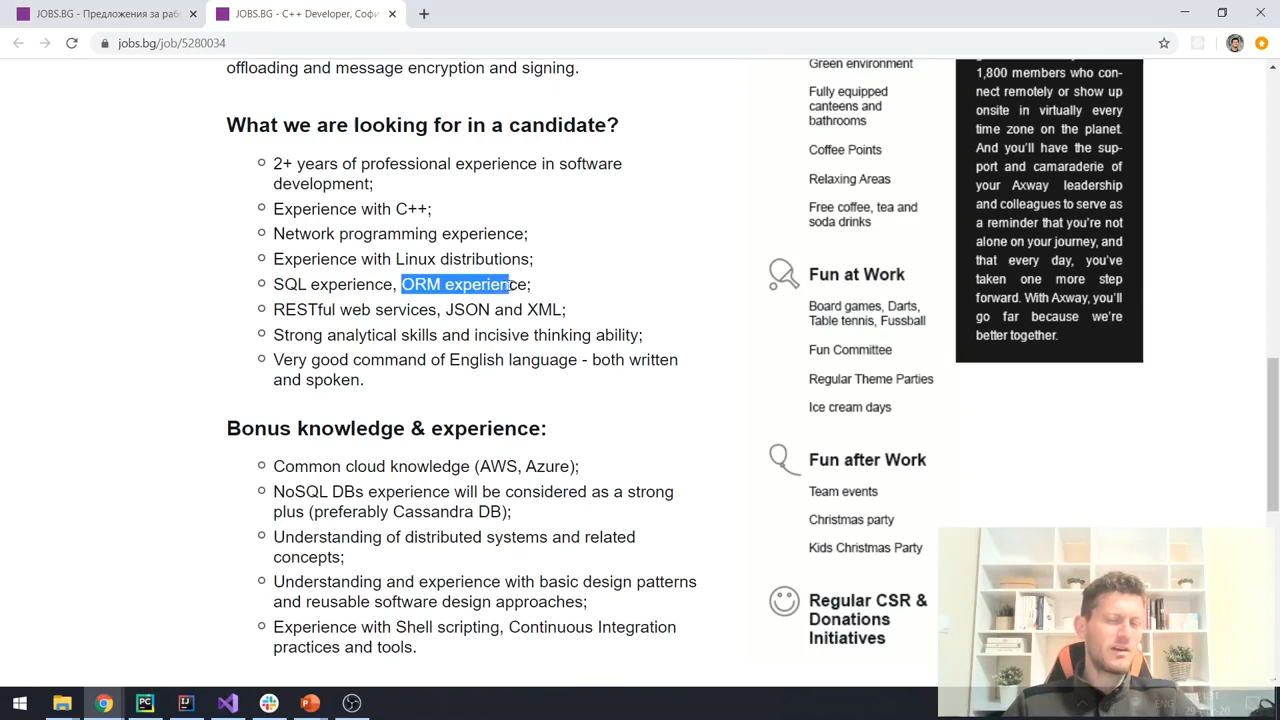 JOBS.BG - Предложения за раб
JOBS.BG - C++ Developer, Софи
jobs.bg/job/5280034
offloading and message encryption and signing.
What we are looking for in a candidate?
2+ years of professional experience in software
development;
Experience with C++;
Network programming experience;
Experience with Linux distributions;
SQL experience, ORM experience;
RESTful web services, JSON and XML;
Strong analytical skills and incisive thinking ability;
Very good command of English language - both written
and spoken.
Bonus knowledge & experience:
Common cloud knowledge (AWS, Azure);
NoSQL DBs experience will be considered as a strong
plus (preferably Cassandra DB);
Understanding of distributed systems and related
concepts;
Understanding and experience with basic design patterns
and reusable software design approaches;
Experience with Shell scripting, Continuous Integration
practices and tools.
Green environment
Fully equipped
canteens and
bathrooms
Coffee Points
Relaxing Areas
Free coffee, tea and
soda drinks
Fun at Work
Board games, Darts,
Table tennis, Fussball
Fun Committee
Regular Theme Parties
Ice cream days
Fun after Work
Team events
Christmas party
Kids Christmas Party
Regular CSR &
Donations
Initiatives
1,800 members who con-
nect remotely or show up
onsite in virtually every
time zone on the planet.
And you'll have the sup-
port and camaraderie of
your Axway leadership
and colleagues to serve as
a reminder that you're not
alone on your journey, and
that every day, you've
taken one more step
forward. With Axway, you'll
go far because we're
better together.
ENG